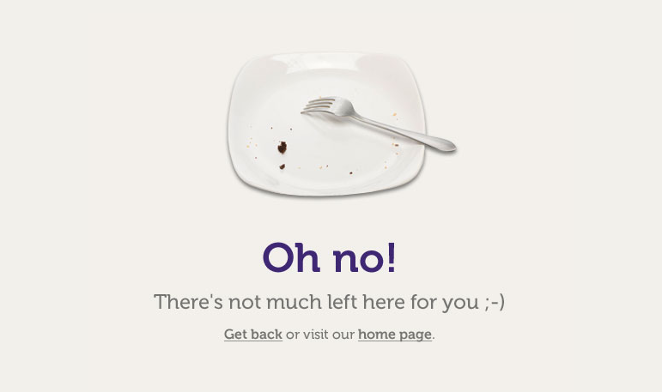 Oh no!
There's not much left here for you ;-)
Get back or visit our home page.